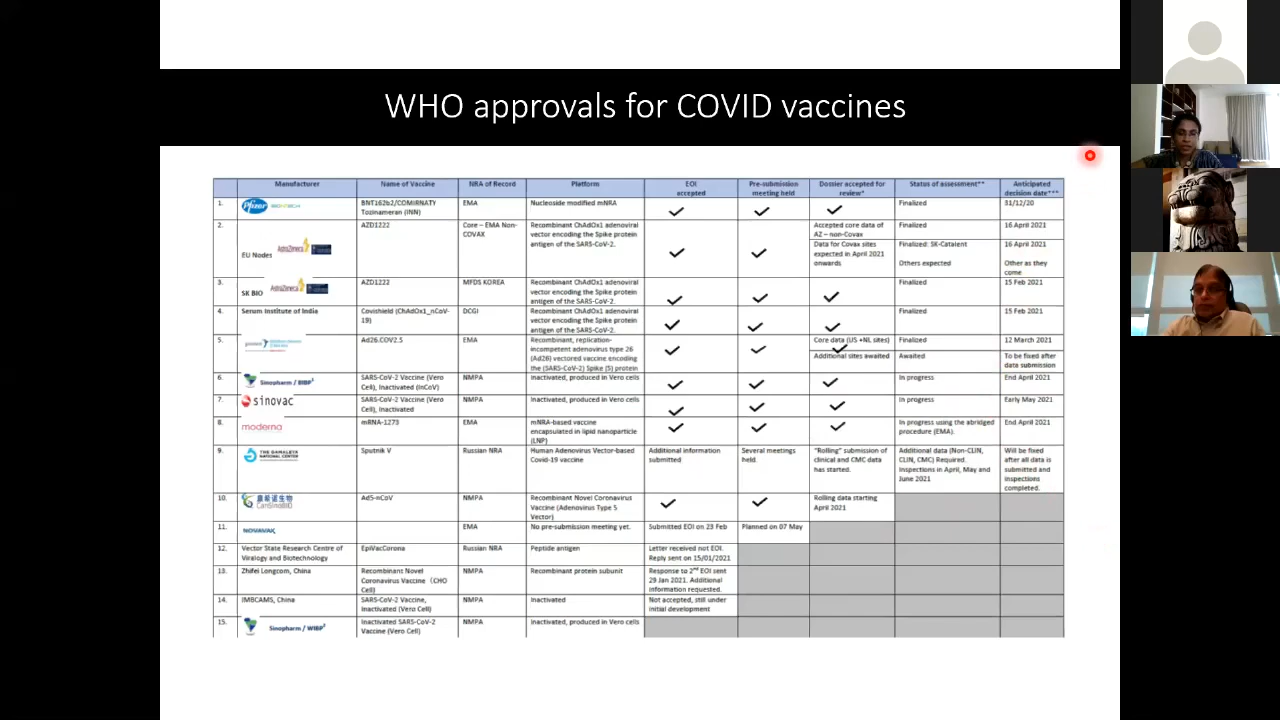 WHO approvals for COVID vaccines
Manufacturer Name of Vaccine NRA of Record Platform EOI accepted Pre-submission meeting held Dossier accepted for review* Status of assessment** Anticipated decision date***
1. Pfizer BIONTECH BNT162b2/COMIRNATY Tozinameran (INN) EMA Nucleoside modified mNRA Finalized 31/12/20
2. AstraZeneca EU Nodes AZD1222 Core – EMA Non-COVAX Recombinant ChAdOx1 adenoviral vector encoding the Spike protein antigen of the SARS-CoV-2. Accepted core data of AZ – non-Covax Finalized 16 April 2021
Data for Covax sites expected in April 2021 onwards Finalized: SK-Catalent Others expected 16 April 2021 Other as they come
3. AstraZeneca SK BIO AZD1222 MFDS KOREA Recombinant ChAdOx1 adenoviral vector encoding the Spike protein antigen of the SARS-CoV-2. Finalized 15 Feb 2021
4. Serum Institute of India Covishield (ChAdOx1_nCoV-19) DCGI Recombinant ChAdOx1 adenoviral vector encoding the Spike protein antigen of the SARS-CoV-2. Finalized 15 Feb 2021
5. Ad26.COV2.5 EMA Recombinant, replication-incompetent adenovirus type 26 (Ad26) vectored vaccine encoding the (SARS-CoV-2) Spike (S) protein Core data (US +NL sites) Finalized 12 March 2021
Additional sites awaited Awaited To be fixed after data submission
6. Sinopharm / BIBP1 SARS-CoV-2 Vaccine (Vero Cell), Inactivated (InCoV) NMPA Inactivated, produced in Vero cells In progress End April 2021
7. sinovac SARS-CoV-2 Vaccine (Vero Cell), Inactivated NMPA Inactivated, produced in Vero cells In progress Early May 2021
8. moderna mRNA-1273 EMA mNRA-based vaccine encapsulated in lipid nanoparticle (LNP) In progress using the abridged procedure (EMA). End April 2021
9. THE GAMALEYA NATIONAL CENTER Sputnik V Russian NRA Human Adenovirus Vector-based Covid-19 vaccine Additional information submitted Several meetings held. "Rolling" submission of clinical and CMC data has started. Additional data (Non-CLIN, CLIN, CMC) Required. Inspections in April, May and June 2021 Will be fixed after all data is submitted and inspections completed.
10. 康希诺生物 CanSinoBIO Ad5-nCoV NMPA Recombinant Novel Coronavirus Vaccine (Adenovirus Type 5 Vector) Rolling data starting April 2021
11. NOVAVAX EMA No pre-submission meeting yet. Submitted EOI on 23 Feb Planned on 07 May
12. Vector State Research Centre of Viralogy and Biotechnology EpiVacCorona Russian NRA Peptide antigen Letter received not EOI. Reply sent on 15/01/2021
13. Zhifei Longcom, China Recombinant Novel Coronavirus Vaccine (CHO Cell) NMPA Recombinant protein subunit Response to 2nd EOI sent 29 Jan 2021. Additional information requested.
14. IMBCAMS, China SARS-CoV-2 Vaccine, Inactivated (Vero Cell) NMPA Inactivated Not accepted, still under initial development
15. Sinopharm / WIBP2 Inactivated SARS-CoV-2 Vaccine (Vero Cell) NMPA Inactivated, produced in Vero cells